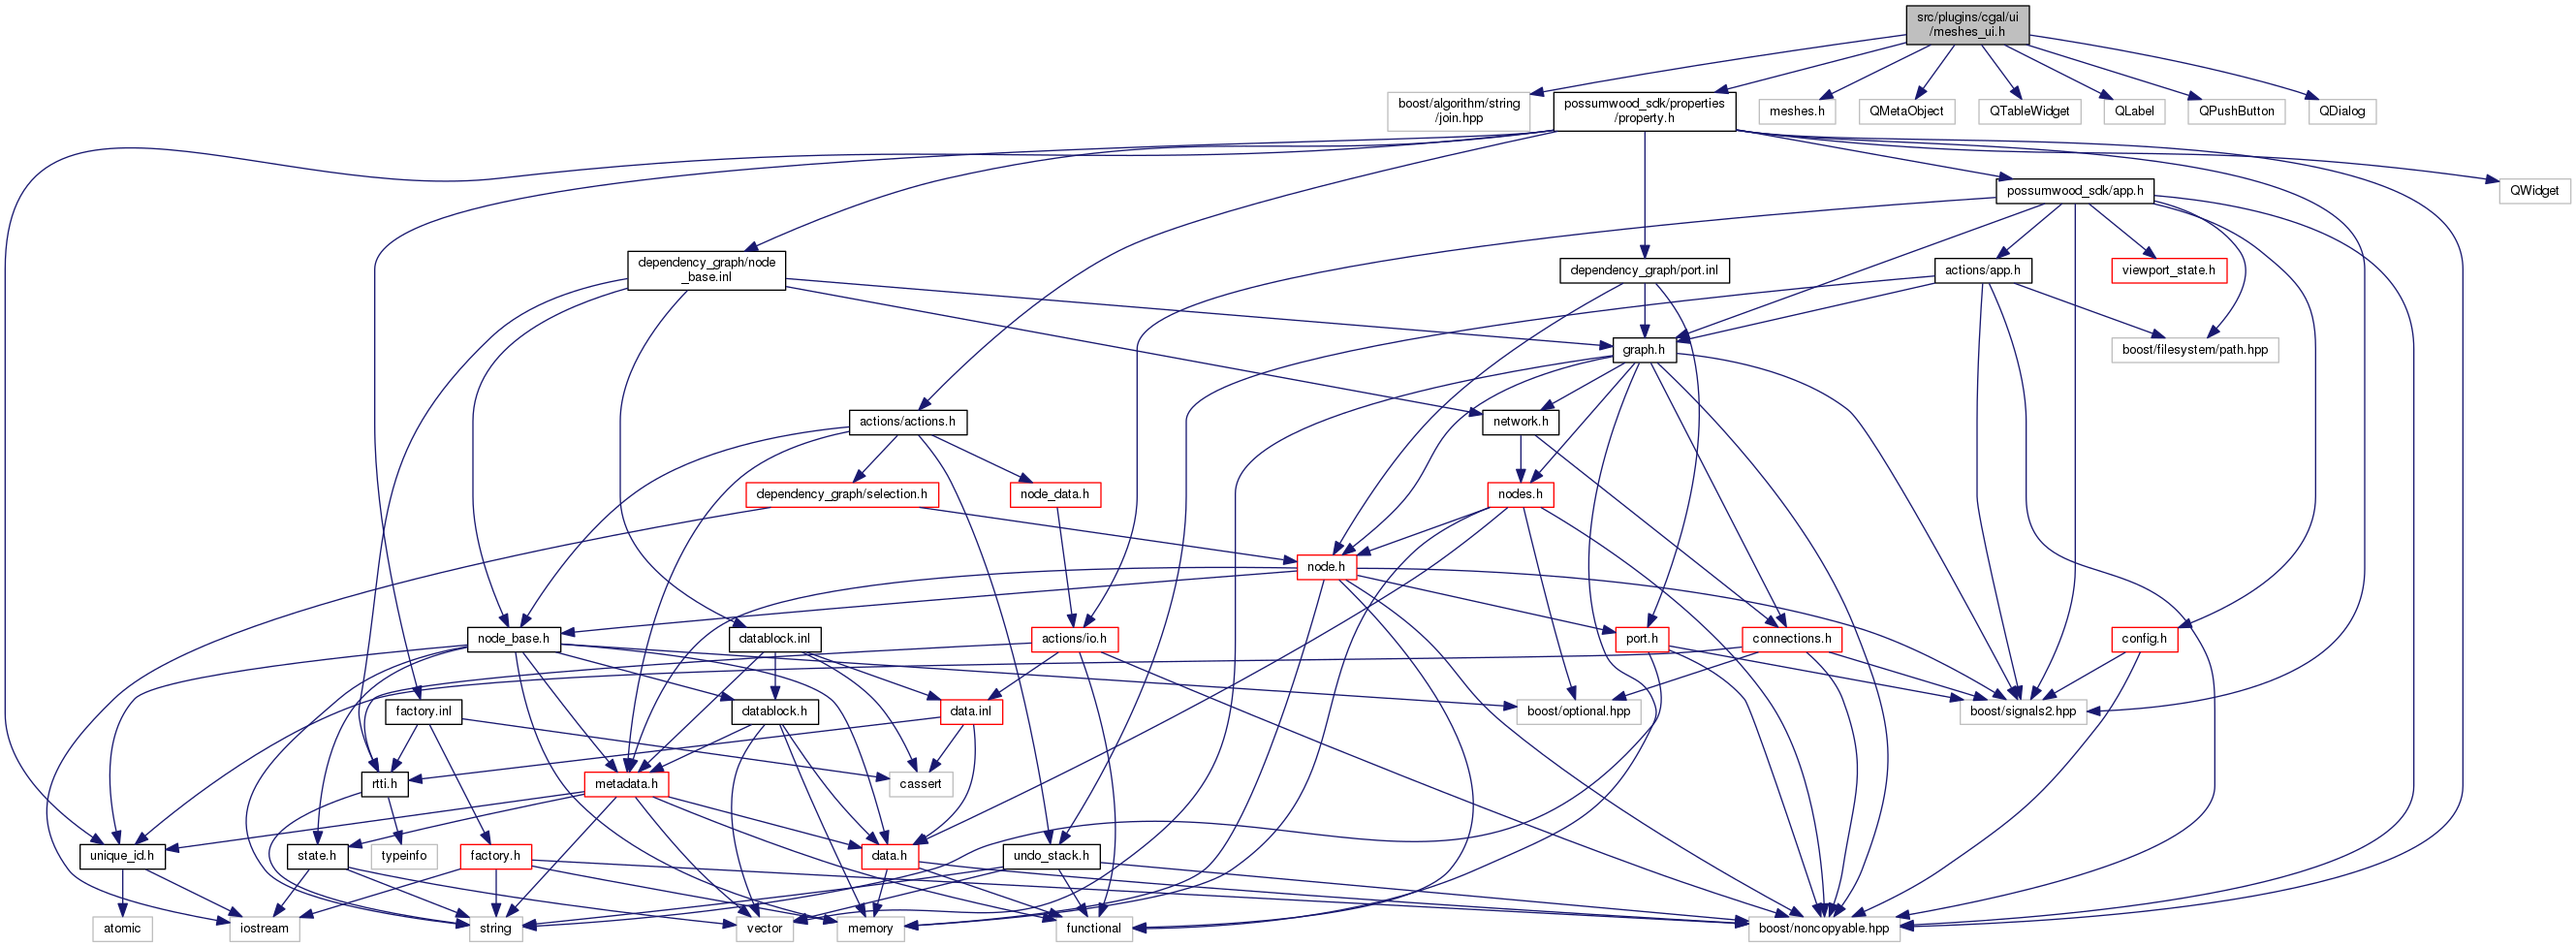 src/plugins/cgal/ui
/meshes_ui.h
boost/algorithm/string
/join.hpp
possumwood_sdk/properties
/property.h
meshes.h
QMetaObject
QTableWidget
QLabel
QPushButton
QDialog
possumwood_sdk/app.h
QWidget
dependency_graph/node
_base.inl
dependency_graph/port.inl
actions/app.h
viewport_state.h
graph.h
boost/filesystem/path.hpp
actions/actions.h
network.h
dependency_graph/selection.h
node_data.h
nodes.h
node.h
node_base.h
datablock.inl
actions/io.h
port.h
connections.h
config.h
factory.inl
datablock.h
data.inl
boost/optional.hpp
boost/signals2.hpp
rtti.h
metadata.h
cassert
unique_id.h
state.h
typeinfo
factory.h
data.h
undo_stack.h
atomic
iostream
string
vector
memory
functional
boost/noncopyable.hpp